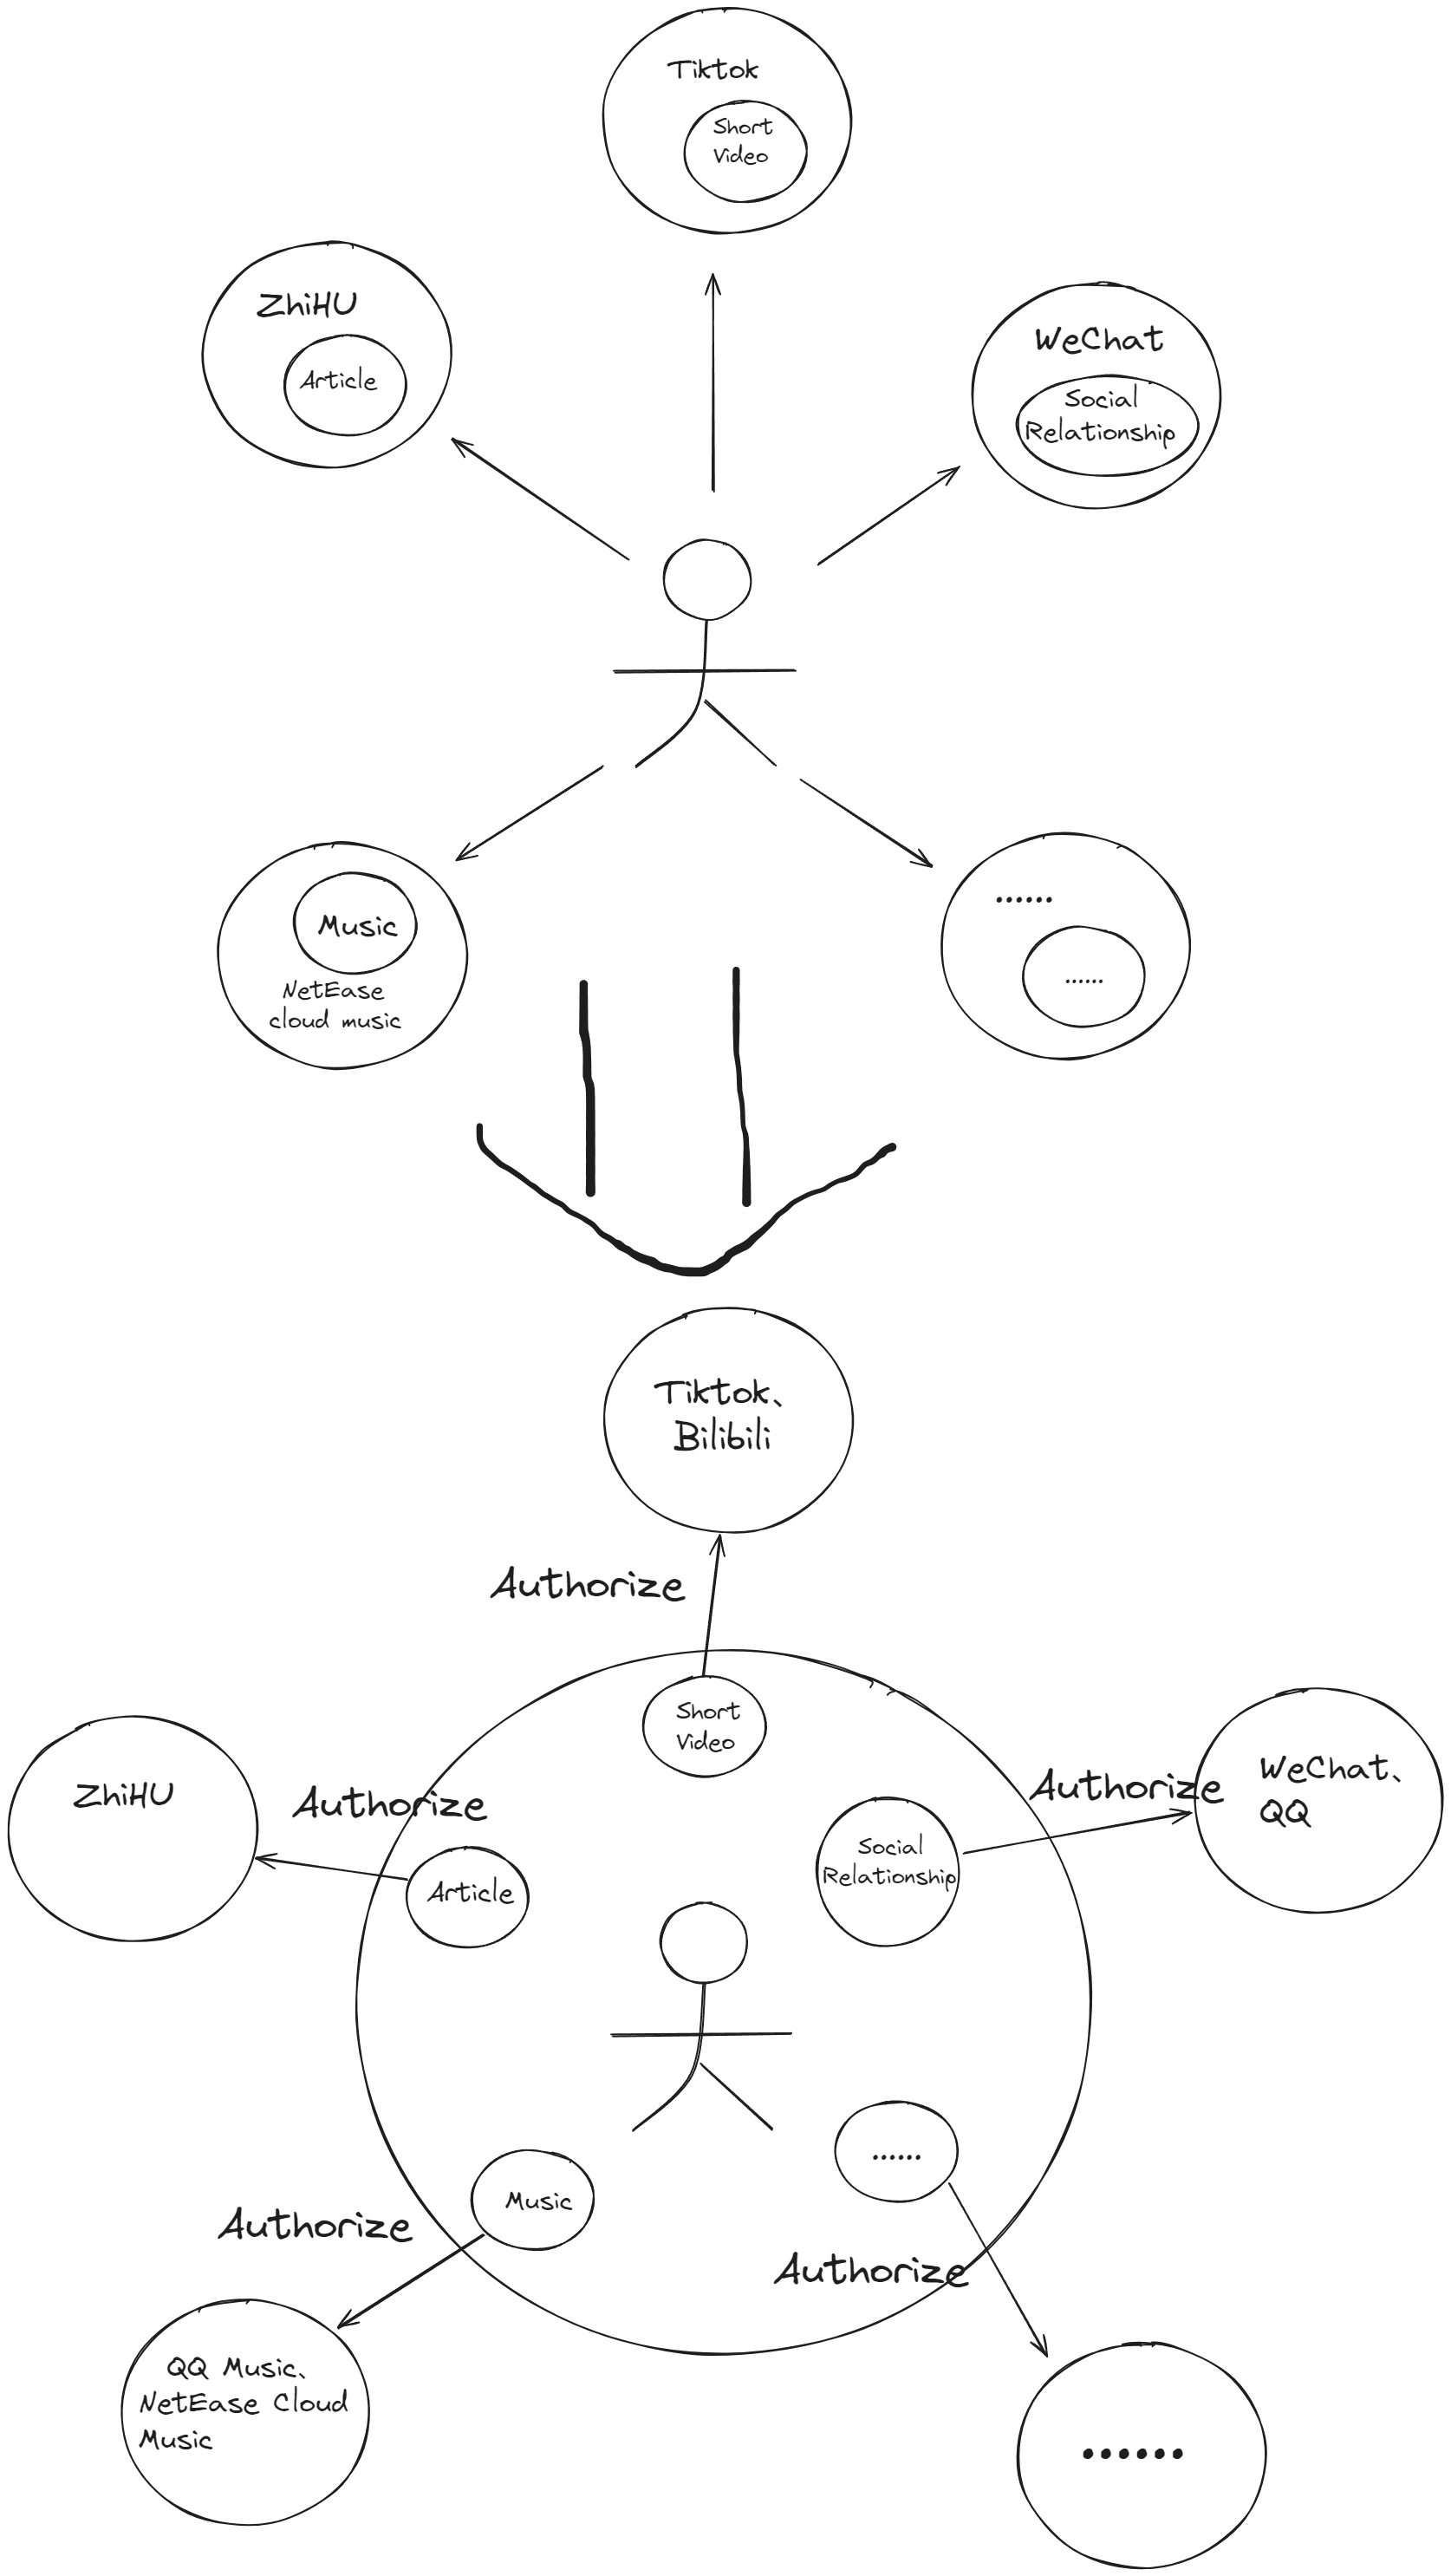 Tiktok
Short
Video
ZhiHU
Article
WeChat
Social
Relationship
Music
NetEase
cloud music
......
......
Tiktok、
Bilibili
Authorize
Short
Video
ZhiHU
Authorize
Article
Social
Relationship
Authorize
WeChat、
QQ
Music
Authorize
QQ Music、
NetEase Cloud
Music
......
Authorize
......